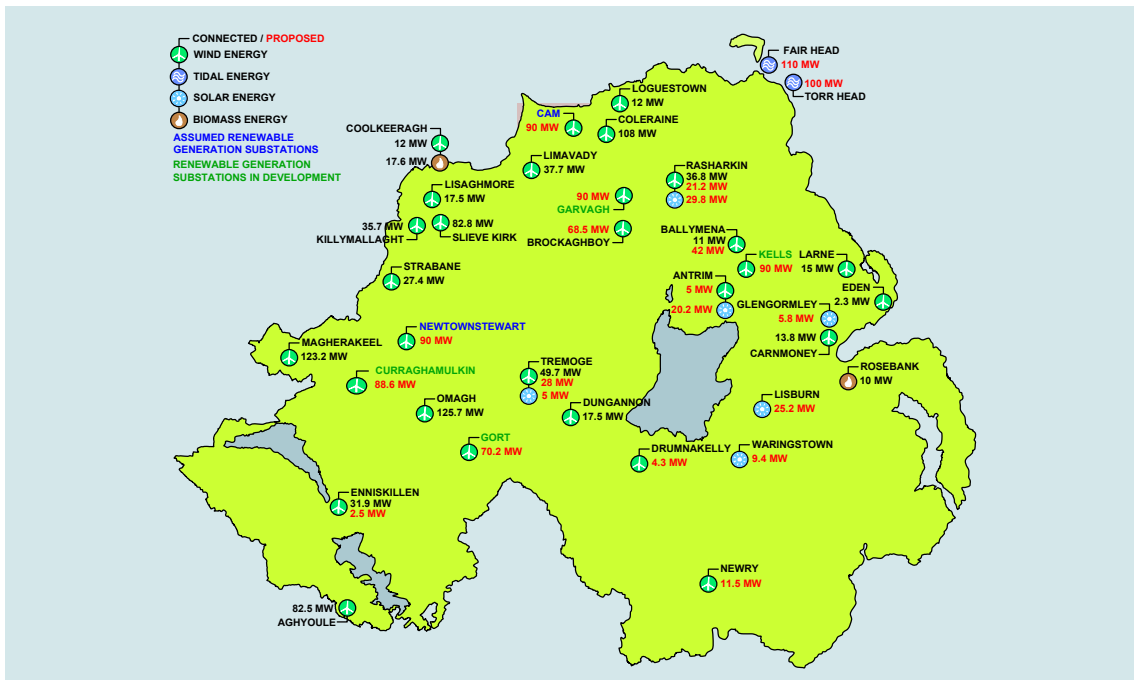 CONNECTED / PROPOSED
WIND ENERGY
TIDAL ENERGY
SOLAR ENERGY
BIOMASS ENERGY
ASSUMED RENEWABLE
GENERATION SUBSTATIONS
RENEWABLE GENERATION
SUBSTATIONS IN DEVELOPMENT
FAIR HEAD
110 MW
100 MW
TORR HEAD
LOGUESTOWN
12 MW
CAM
90 MW
COLERAINE
108 MW
COOLKEERAGH
12 MW
17.6 MW
LIMAVADY
37.7 MW
RASHARKIN
36.8 MW
21.2 MW
29.8 MW
LISAGHMORE
17.5 MW
90 MW
GARVAGH
35.7 MW
KILLYMALLAGHT
82.8 MW
SLIEVE KIRK
68.5 MW
BROCKAGHBOY
BALLYMENA
11 MW
42 MW
KELLS
90 MW
LARNE
15 MW
STRABANE
27.4 MW
ANTRIM
5 MW
20.2 MW
EDEN
2.3 MW
GLENGORMLEY
5.8 MW
13.8 MW
CARNMONEY
NEWTOWNSTEWART
90 MW
MAGHERAKEEL
123.2 MW
CURRAGHAMULKIN
88.6 MW
TREMOGE
49.7 MW
28 MW
5 MW
ROSEBANK
10 MW
OMAGH
125.7 MW
DUNGANNON
17.5 MW
LISBURN
25.2 MW
GORT
70.2 MW
DRUMNAKELLY
4.3 MW
WARINGSTOWN
9.4 MW
ENNISKILLEN
31.9 MW
2.5 MW
NEWRY
11.5 MW
82.5 MW
AGHYOULE